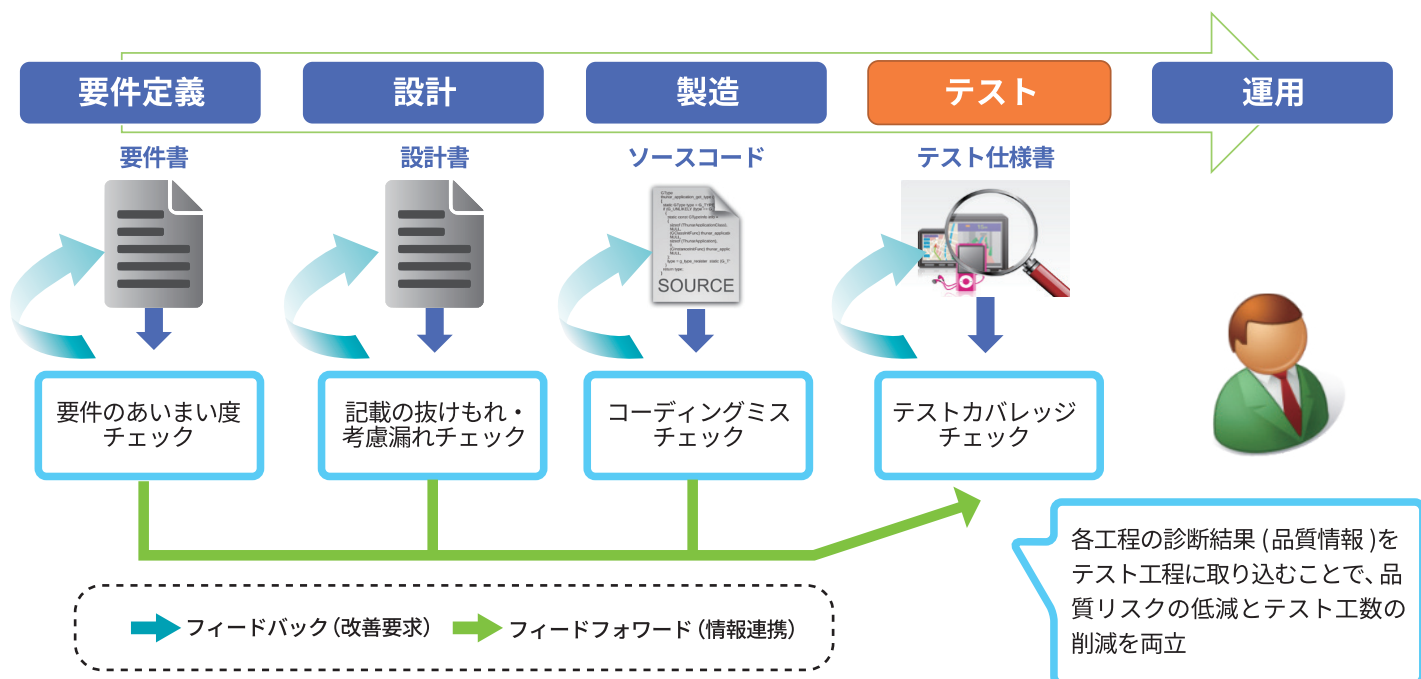 要件定義
設計
製造
テスト
運用
要件書
設計書
ソースコード
テスト仕様書
SOURCE
要件のあいまい度
チェック
記載の抜けもれ・
考慮漏れチェック
コーディングミス
チェック
テストカバレッジ
チェック
各工程の診断結果 (品質情報 )を
テスト工程に取り込むことで、品
質リスクの低減とテスト工数の
削減を両立
フィードバック（改善要求）
フィードフォワード（情報連携）